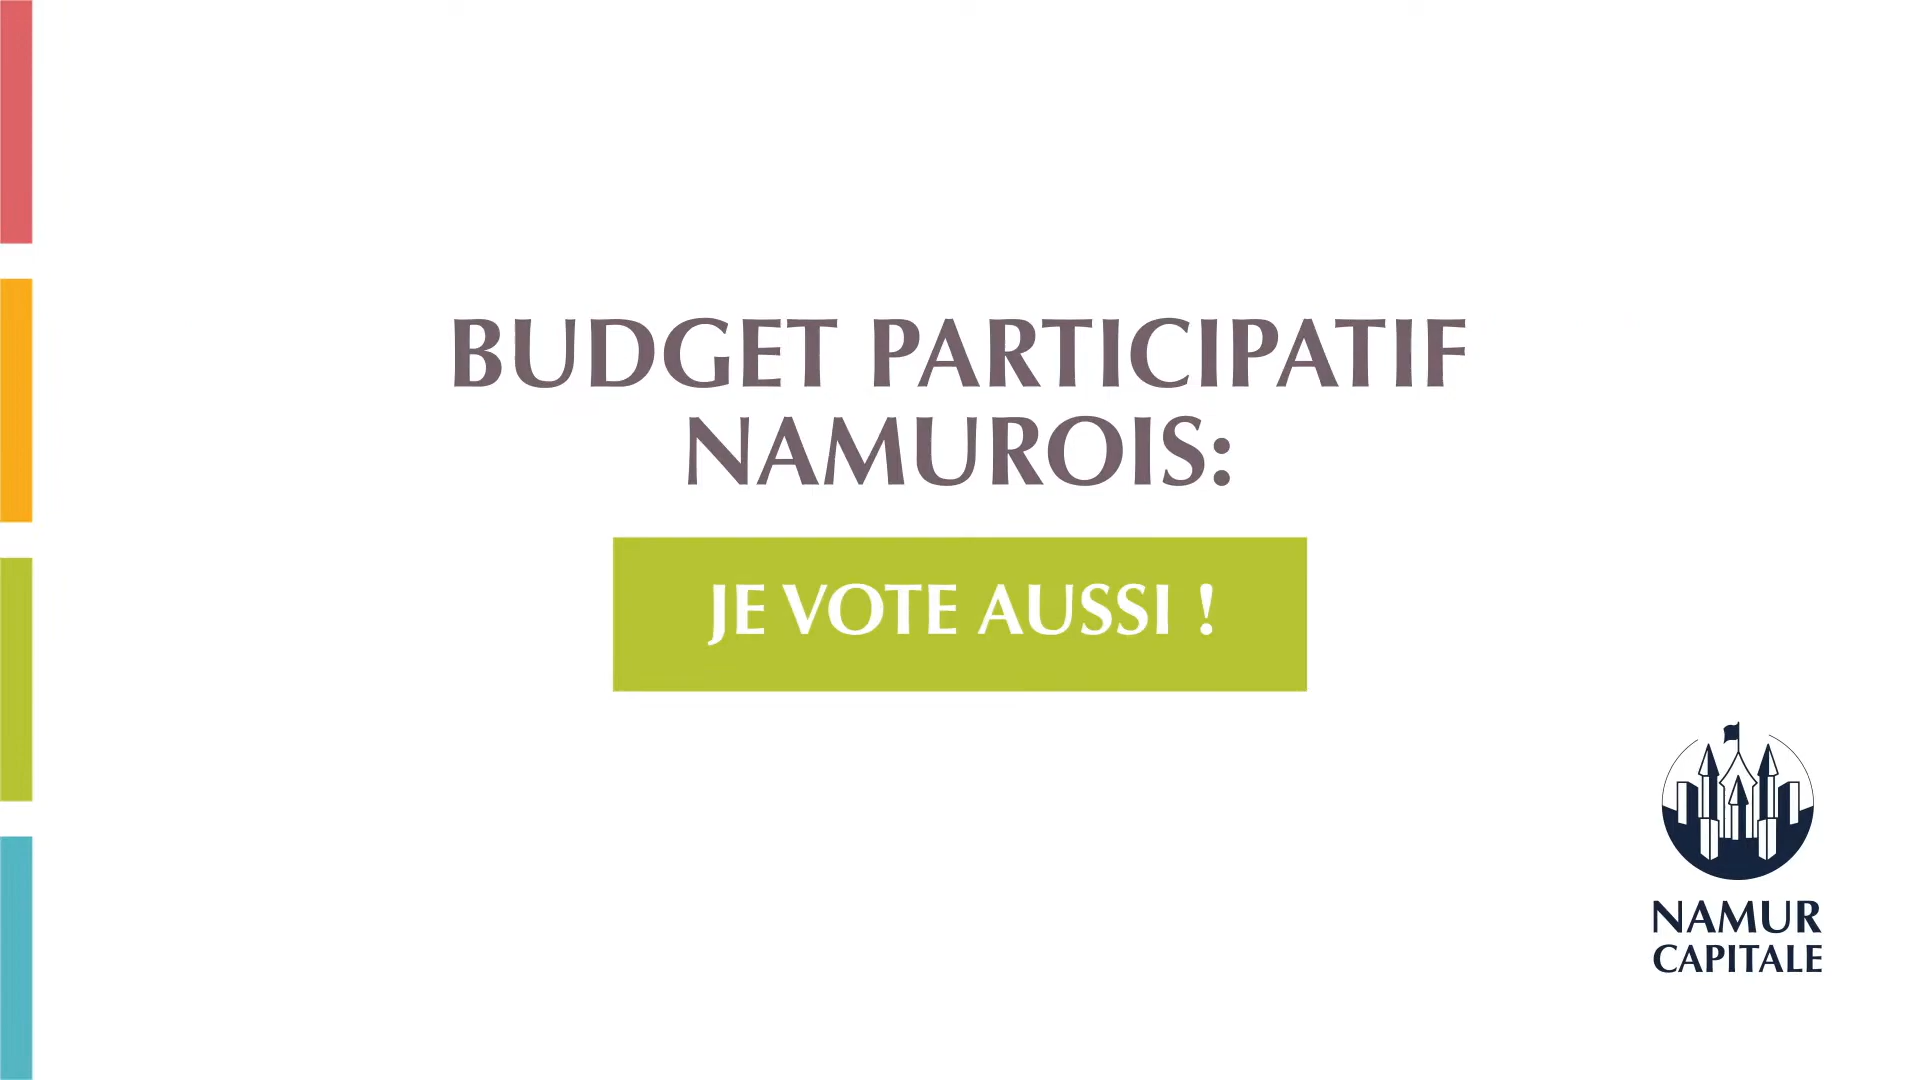 BUDGET PARTICIPATIF
NAMUROIS:
JE VOTE AUSSI !
NAMUR
CAPITALE